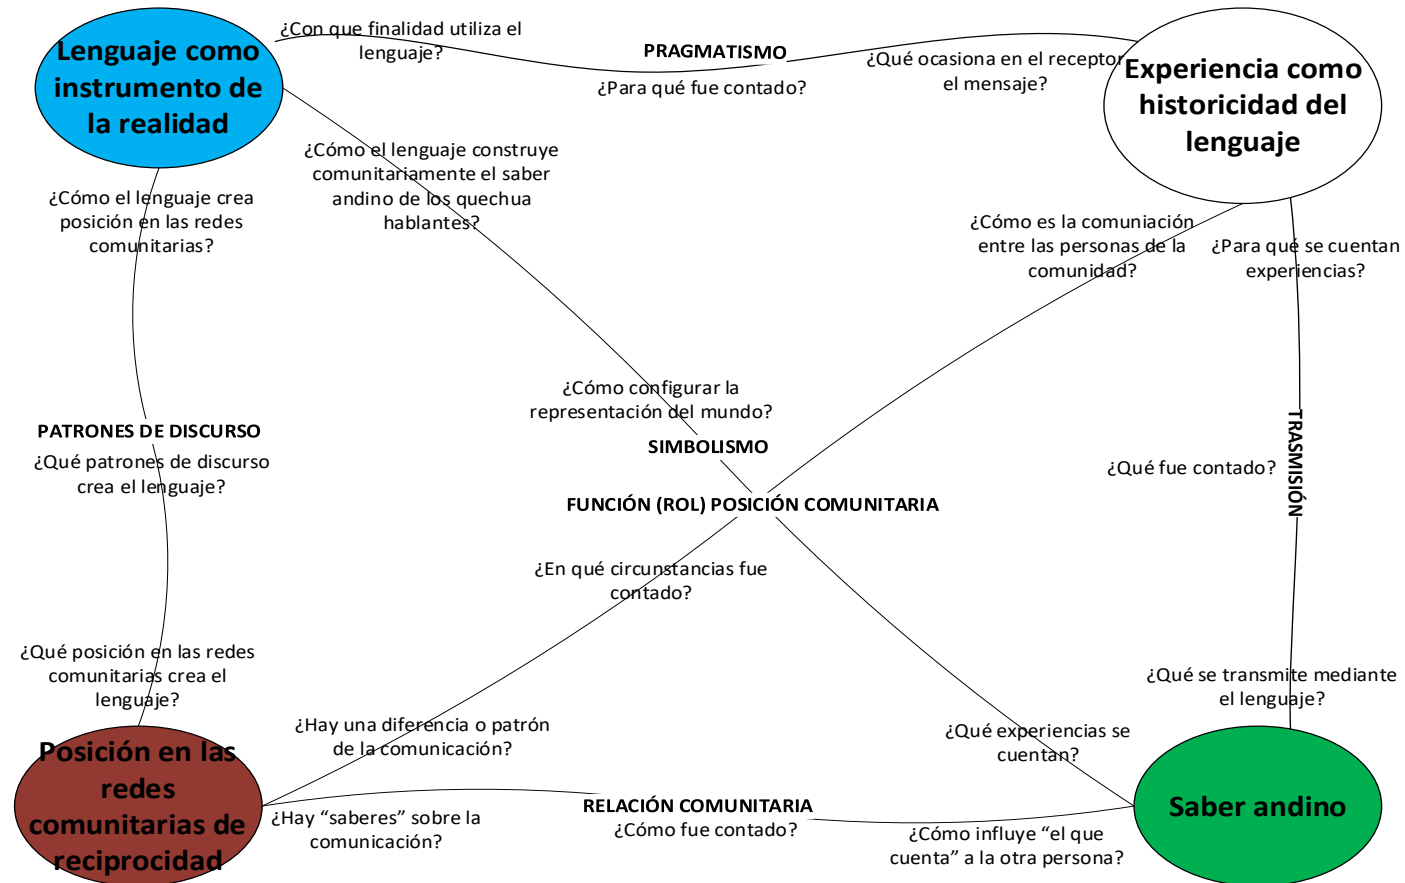 Lenguaje como
instrumento de
la realidad
¿Con que finalidad utiliza el
lenguaje?
PRAGMATISMO
¿Para qué fue contado?
¿Qué ocasiona en el receptor
el mensaje?
Experiencia como
historicidad del
lenguaje
¿Cómo el lenguaje construye
comunitariamente el saber
andino de los quechua
hablantes?
¿Cómo el lenguaje crea
posición en las redes
comunitarias?
¿Cómo es la comuniación
entre las personas de la
comunidad?
¿Para qué se cuentan
experiencias?
¿Cómo configurar la
representación del mundo?
SIMBOLISMO
PATRONES DE DISCURSO
¿Qué patrones de discurso
crea el lenguaje?
¿Qué fue contado?
TRASMISIÓN
FUNCIÓN (ROL) POSICIÓN COMUNITARIA
¿En qué circunstancias fue
contado?
¿Qué posición en las redes
comunitarias crea el
lenguaje?
¿Qué se transmite mediante
el lenguaje?
¿Hay una diferencia o patrón
de la comunicación?
¿Qué experiencias se
cuentan?
Posición en las
redes
comunitarias de
reciprocidad
¿Hay “saberes” sobre la
comunicación?
RELACIÓN COMUNITARIA
¿Cómo fue contado?
¿Cómo influye “el que
cuenta” a la otra persona?
Saber andino